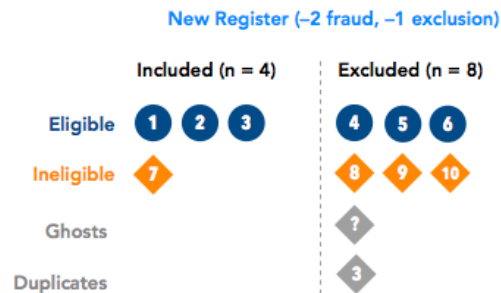 New Register (–2 fraud, –1 exclusion)
Included (n = 4) Excluded (n = 8)
Eligible 1 2 3 4 5 6
Ineligible 7 8 9 10
Ghosts ?
Duplicates 3